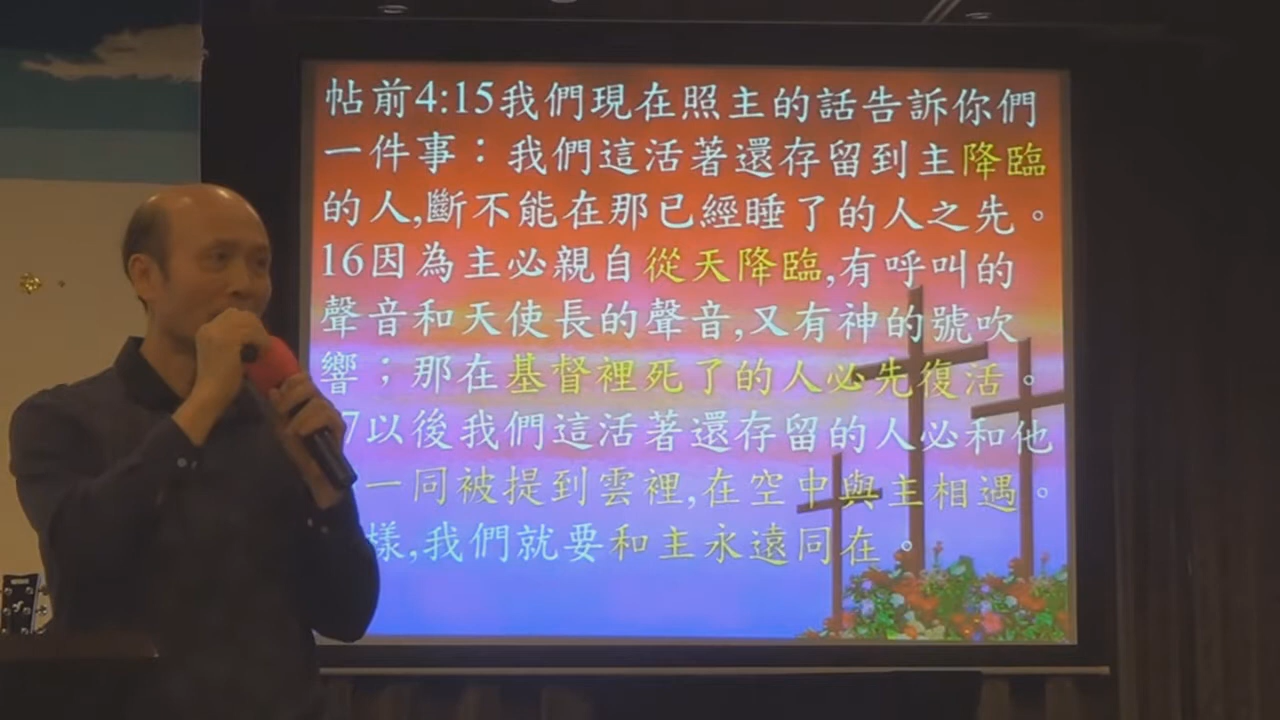 帖前4:15我們現在照主的話告訴你們
一件事：我們這活著還存留到主降臨
的人,斷不能在那已經睡了的人之先。
16因為主必親自從天降臨,有呼叫的
聲音和天使長的聲音,又有神的號吹
響；那在基督裡死了的人必先復活。
7以後我們這活著還存留的人必和他
一同被提到雲裡,在空中與主相遇。
樣,我們就要和主永遠同在。